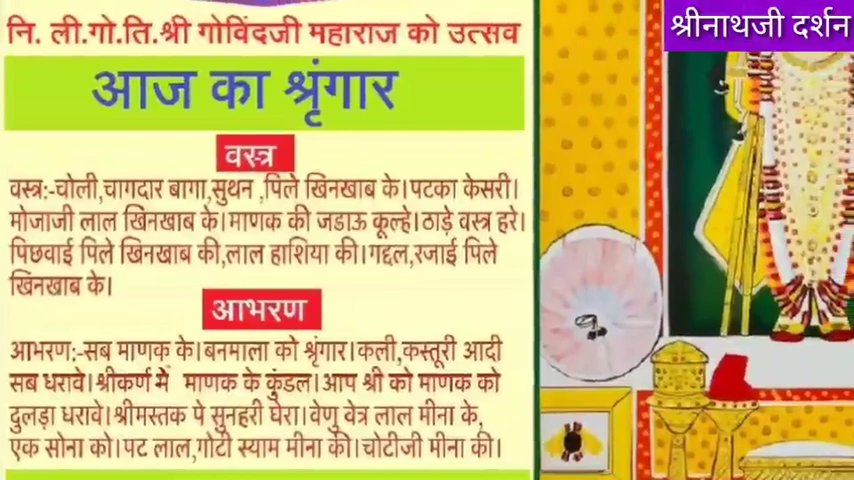 नि. ली.गो.ति.श्री गोविंदजी महाराज को उत्सव
श्रीनाथजी दर्शन
आज का श्रृंगार
वस्त्र
वस्त्र:-चोली,चागदार बागा,सुथन ,पिले खिनखाब के।पटका केसरी।
मोजाजी लाल खिनखाब के।माणक की जडाऊ कूल्हे।ठाड़े वस्त्र हरे।
पिछवाई पिले खिनखाब की,लाल हाशिया की।गद्दल,रजाई पिले
खिनखाब के।
आभरण
आभरण:-सब माणक के।बनमाला को श्रृंगार।कली,कस्तूरी आदी
सब धरावे।श्रीकर्ण मे माणक के कुंडल।आप श्री को माणक को
दुलड़ा धरावे।श्रीमस्तक पे सुनहरी घेरा।वेणु वेत्र लाल मीना के,
एक सोना को।पट लाल,गोटी स्याम मीना की।चोटीजी मीना की।